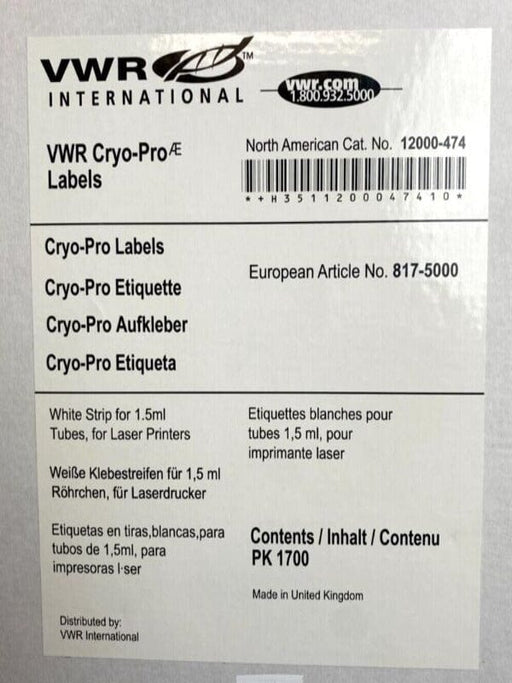 VWR™
INTERNATIONAL
vwr.com
1.800.932.5000
VWR Cryo-ProÆ
Labels
North American Cat. No. 12000-474
*+H3511200047410*
Cryo-Pro Labels
Cryo-Pro Etiquette
Cryo-Pro Aufkleber
Cryo-Pro Etiqueta
European Article No. 817-5000
White Strip for 1.5ml
Tubes, for Laser Printers
Weiße Klebestreifen für 1,5 ml
Röhrchen, für Laserdrucker
Etiquetas en tiras,blancas,para
tubos de 1,5ml, para
impresoras l·ser
Etiquettes blanches pour
tubes 1,5 ml, pour
imprimante laser
Contents / Inhalt / Contenu
PK 1700
Made in United Kingdom
Distributed by:
VWR International